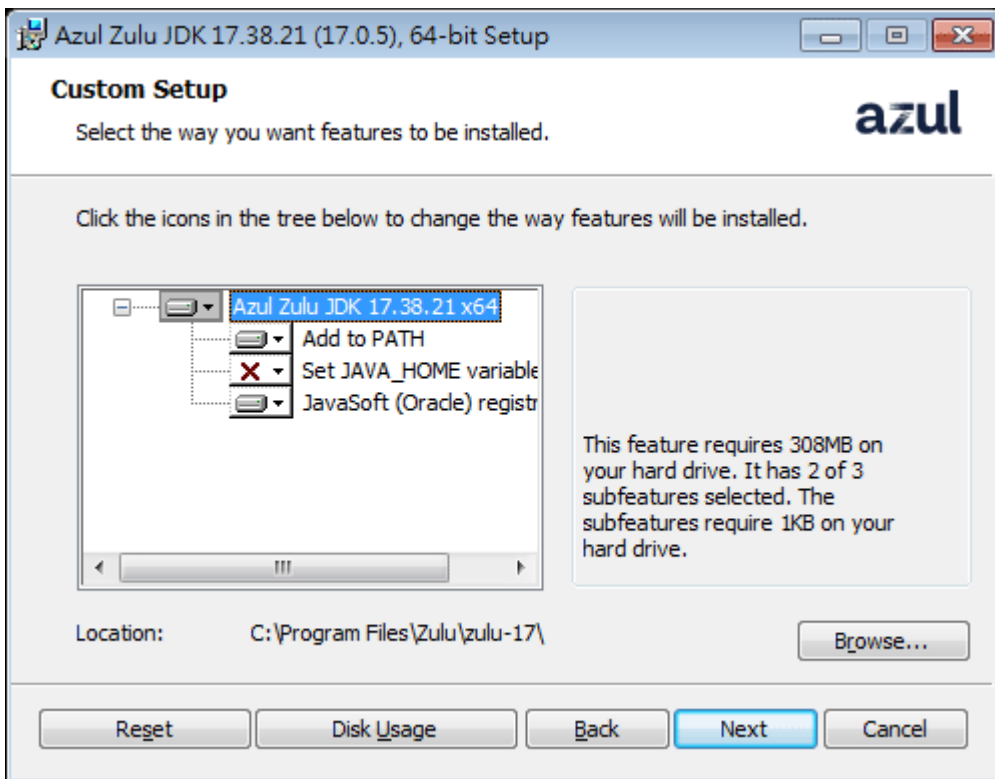 Azul Zulu JDK 17.38.21 (17.0.5), 64-bit Setup
Custom Setup
Select the way you want features to be installed.
azul
Click the icons in the tree below to change the way features will be installed.
Azul Zulu JDK 17.38.21 x64
Add to PATH
Set JAVA_HOME variable
JavaSoft (Oracle) registr
This feature requires 308MB on
your hard drive. It has 2 of 3
subfeatures selected. The
subfeatures require 1KB on your
hard drive.
Location: C:\Program Files\Zulu\zulu-17\
Browse...
Reset Disk Usage Back Next Cancel